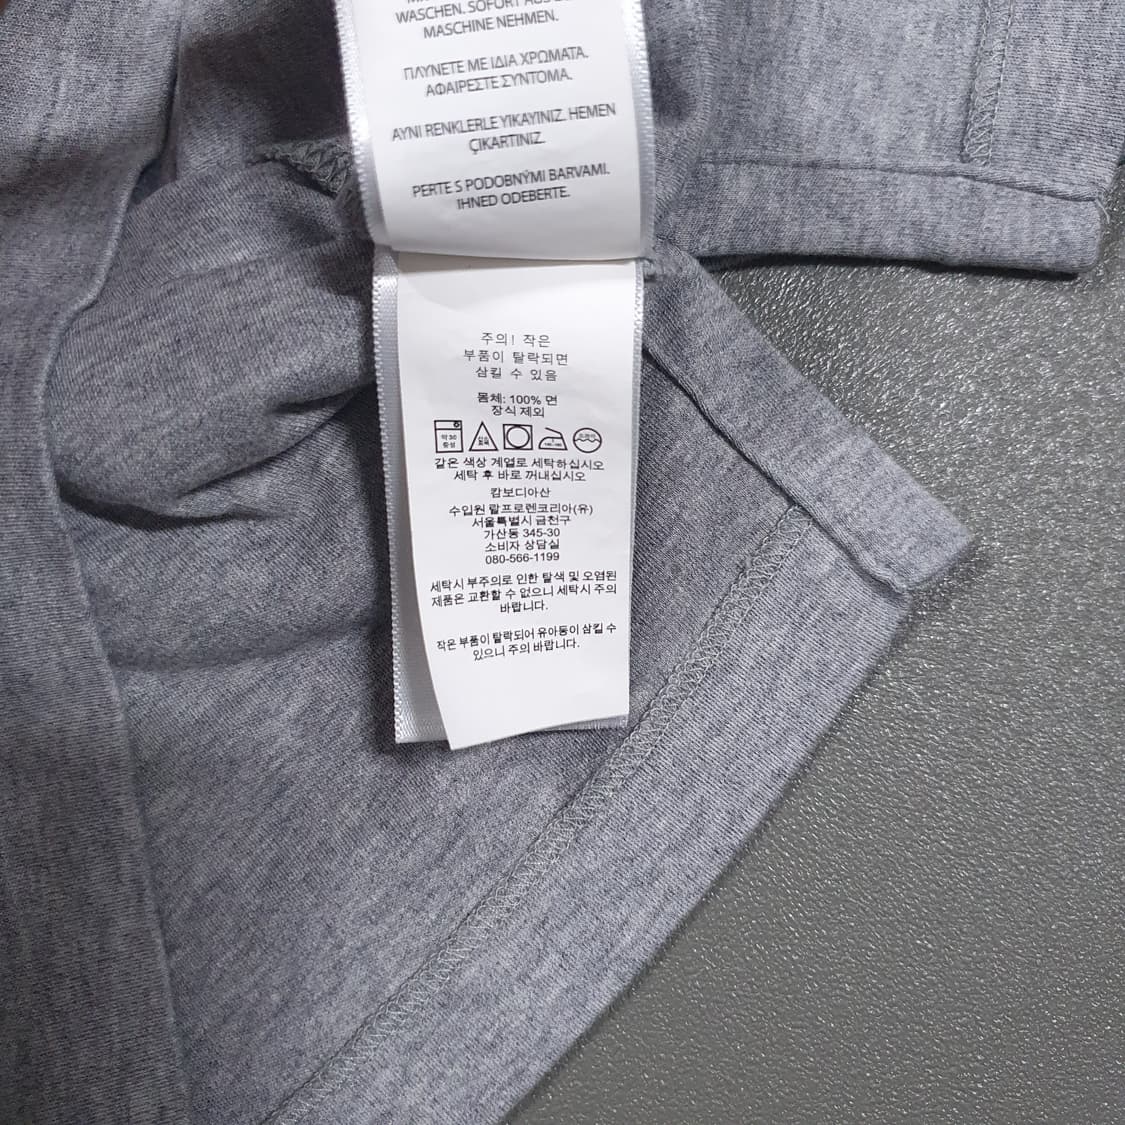 WASCHEN. SOFORT AUS
MASCHINE NEHMEN.
ΠΛΥΝΕΤΕ ΜΕ ΙΔΙΑ ΧΡΩΜΑΤΑ.
ΑΦΑΙΡΕΣΤΕ ΣΥΝΤΟΜΑ.
AYNI RENKLERLE YIKAYINIZ. HEMEN
ÇIKARTINIZ.
PERTE S PODOBNÝMI BARVAMI.
IHNED ODEBERTE.
주의! 작은
부품이 탈락되면
삼킬 수 있음
몸체: 100% 면
장식 제외
약 30
중성
같은 색상 계열로 세탁하십시오
세탁 후 바로 꺼내십시오
캄보디아산
수입원 랄프로렌코리아(유)
서울특별시 금천구
가산동 345-30
소비자 상담실
080-566-1199
세탁시 부주의로 인한 탈색 및 오염된
제품은 교환할 수 없으니 세탁시 주의
바랍니다.
작은 부품이 탈락되어 유아동이 삼킬 수
있으니 주의 바랍니다.